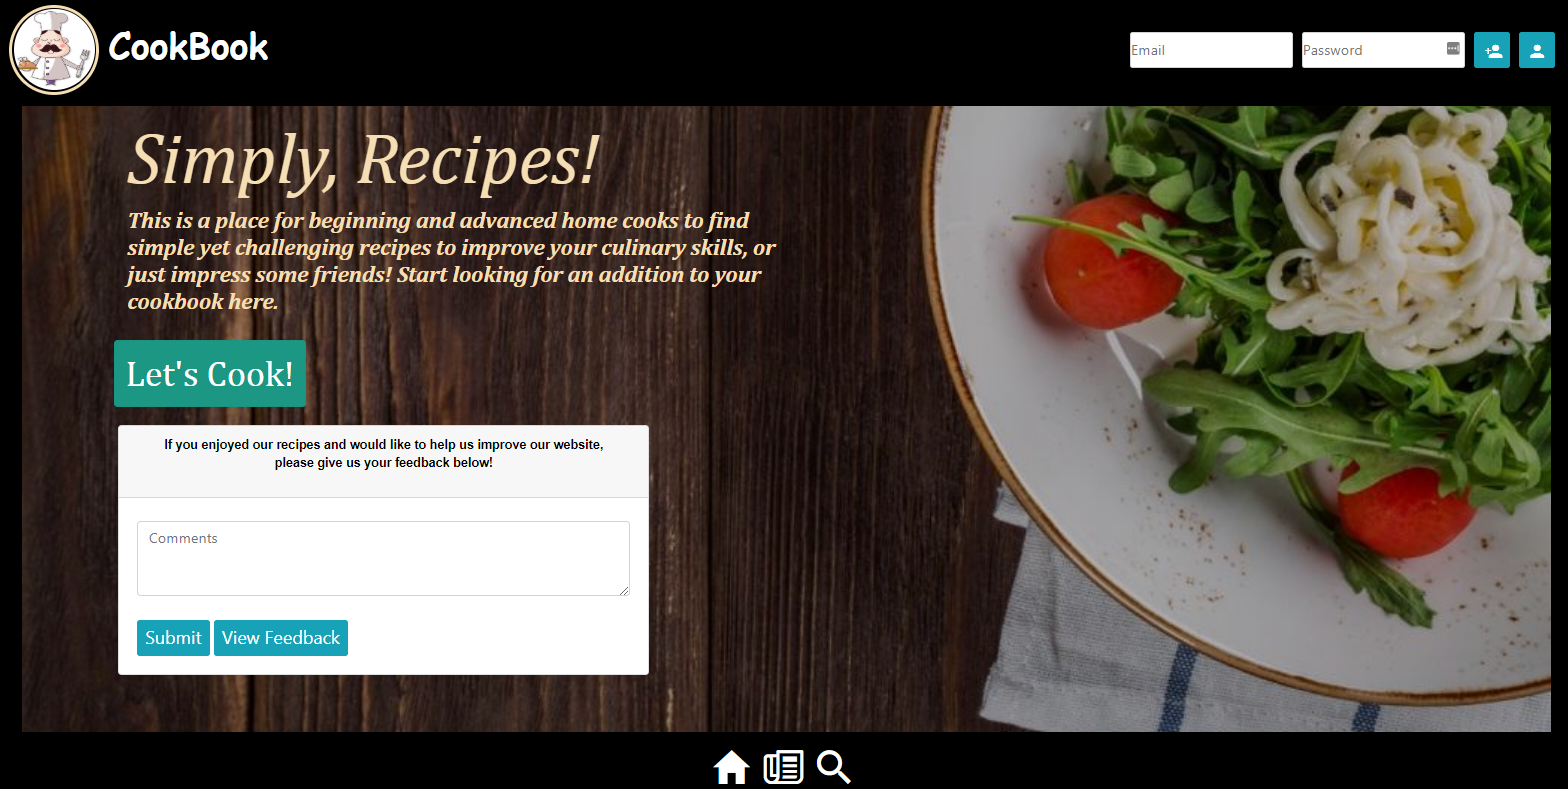 CookBook
Email
Password
Simply, Recipes!
This is a place for beginning and advanced home cooks to find
simple yet challenging recipes to improve your culinary skills, or
just impress some friends! Start looking for an addition to your
cookbook here.
Let's Cook!
If you enjoyed our recipes and would like to help us improve our website,
please give us your feedback below!
Comments
Submit
View Feedback